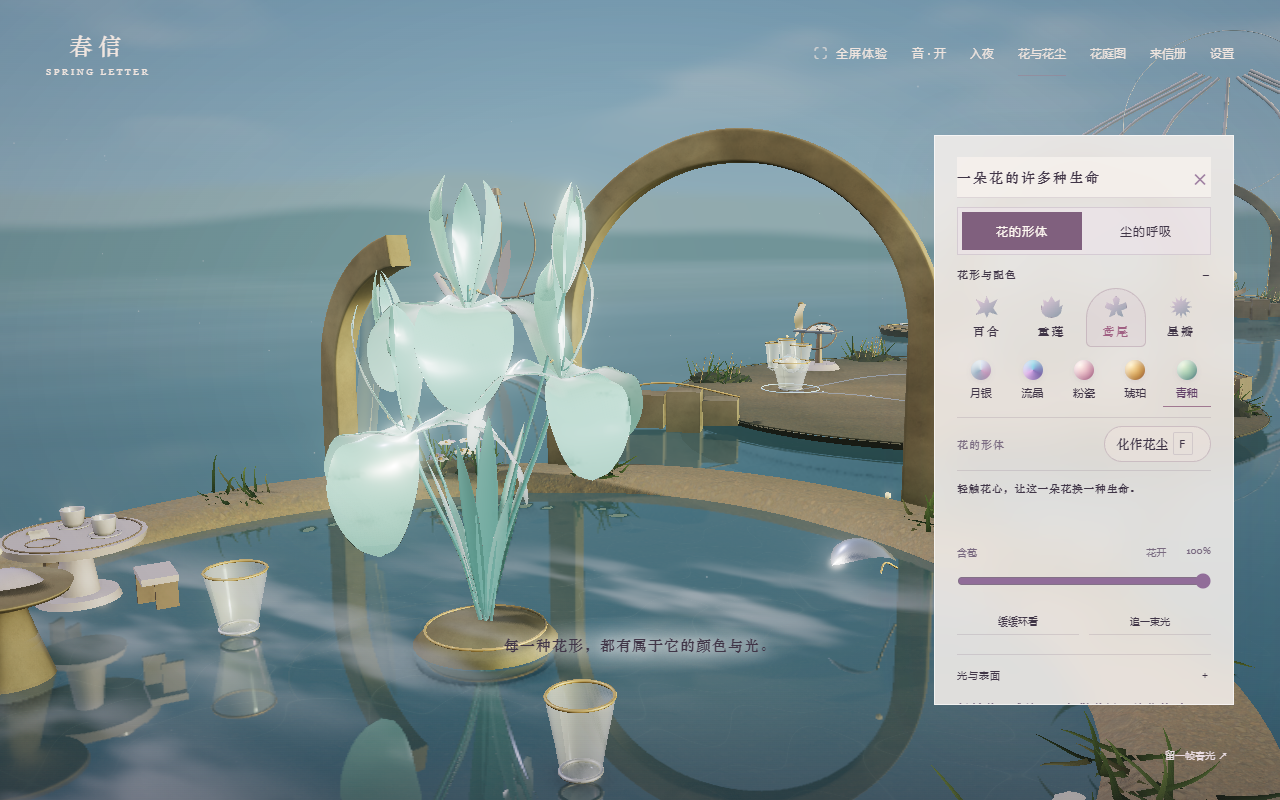 春信
SPRING LETTER
全屏体验 音·开 入夜 花与花尘 花庭图 来信册 设置
一朵花的许多种生命
花的形体 尘的呼吸
花形与配色
百合 重莲 鸢尾 星瓣
月银 流晶 粉瓷 琥珀 青釉
花的形体 化作花尘 F
轻触花心，让这一朵花换一种生命。
含苞 花开 100%
缓缓环看 追一束光
每一种花形，都有属于它的颜色与光。
光与表面
留一帧春光 ↗